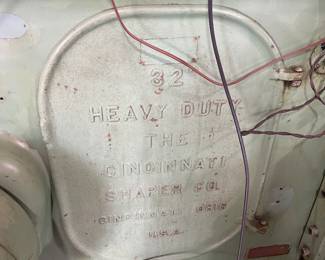 32"
HEAVY DUTY
THE
CINCINNATI
SHAPER CO.
CINCINNATI OHIO
U.S.A.